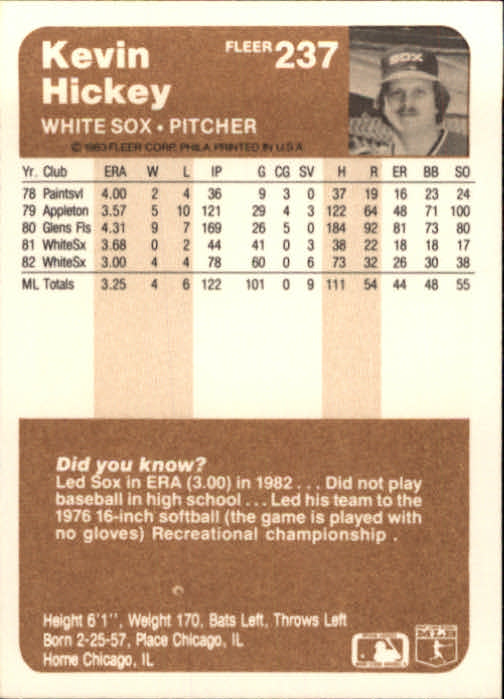 Kevin
Hickey
FLEER 237
SOX
WHITE SOX • PITCHER
© 1983 FLEER CORP. PHILA. PRINTED IN U.S.A.
Yr. Club ERA W L IP G CG SV H R ER BB SO
78 Paintsvl 4.00 2 4 36 9 3 0 37 19 16 23 24
79 Appleton 3.57 5 10 121 29 4 3 122 64 48 71 100
80 Glens Fls 4.31 9 7 169 26 5 0 184 92 81 73 80
81 WhiteSx 3.68 0 2 44 41 0 3 38 22 18 18 17
82 WhiteSx 3.00 4 4 78 60 0 6 73 32 26 30 38
ML Totals 3.25 4 6 122 101 0 9 111 54 44 48 55
Did you know?
Led Sox in ERA (3.00) in 1982 . . . Did not play
baseball in high school . . . Led his team to the
1976 16-inch softball (the game is played with
no gloves) Recreational championship .
Height 6'1", Weight 170, Bats Left, Throws Left
Born 2-25-57, Place Chicago, IL
Home Chicago, IL